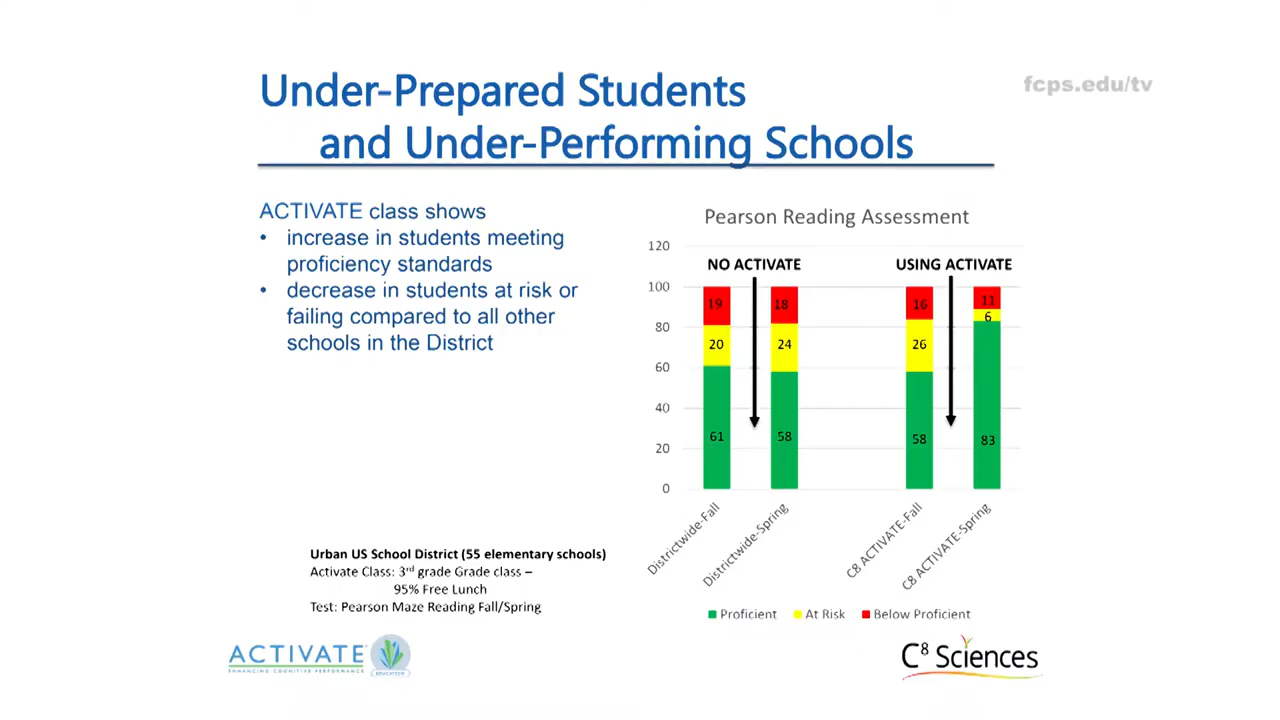 Under-Prepared Students
and Under-Performing Schools
fcps.edu/tv
ACTIVATE class shows
• increase in students meeting
proficiency standards
• decrease in students at risk or
failing compared to all other
schools in the District
Pearson Reading Assessment
120
100
80
60
40
20
0
NO ACTIVATE
USING ACTIVATE
19
18
16
11
20
24
26
6
61
58
58
83
Districtwide-Fall
Districtwide-Spring
C8 ACTIVATE-Fall
C8 ACTIVATE-Spring
Proficient
At Risk
Below Proficient
Urban US School District (55 elementary schools)
Activate Class: 3rd grade Grade class –
95% Free Lunch
Test: Pearson Maze Reading Fall/Spring
ACTIVATE
ENHANCING COGNITIVE PERFORMANCE
EDUCATION
C8 Sciences